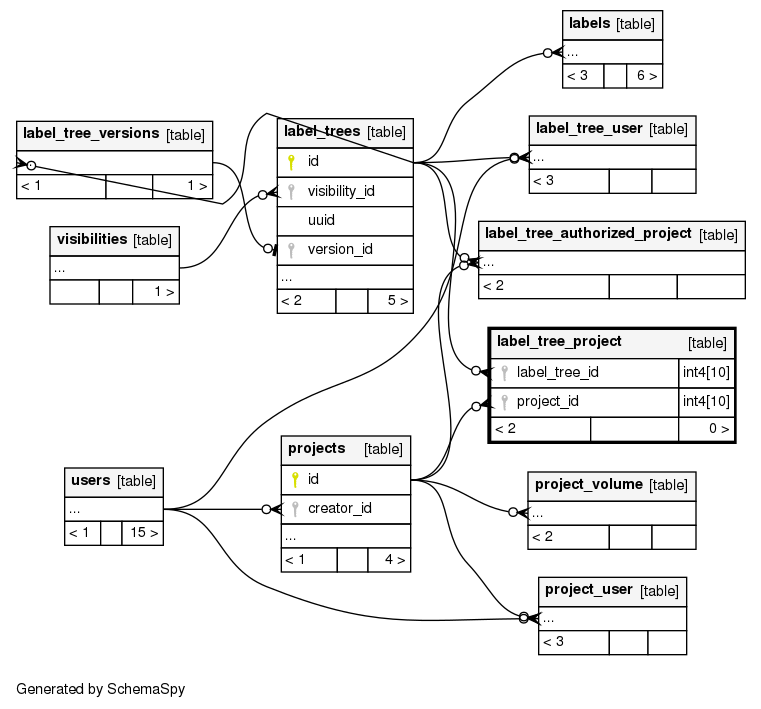 labels [table]
...
< 3 6 >
label_tree_versions [table]
< 1 1 >
label_trees [table]
id
visibility_id
uuid
version_id
...
< 2 5 >
label_tree_user [table]
...
< 3
visibilities [table]
...
1 >
label_tree_authorized_project [table]
...
< 2
label_tree_project [table]
label_tree_id int4[10]
project_id int4[10]
< 2 0 >
projects [table]
id
creator_id
...
< 1 4 >
users [table]
...
< 1 15 >
project_volume [table]
...
< 2
project_user [table]
...
< 3
Generated by SchemaSpy